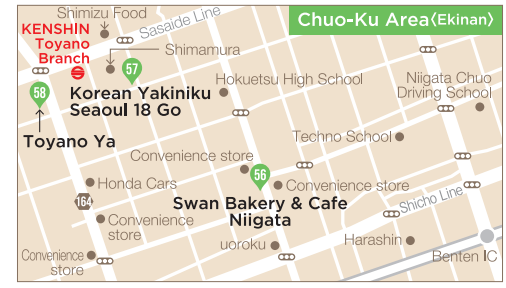 Chuo-Ku Area〈Ekinan〉
Shimizu Food
Sasaide Line
KENSHIN
Toyano
Branch
Shimamura
57
58
Korean Yakiniku
Seaoul 18 Go
Hokuetsu High School
Niigata Chuo
Driving School
Toyano Ya
Techno School
Convenience store
56
Honda Cars
Convenience store
164
Swan Bakery & Cafe
Niigata
Shicho Line
Convenience
store
uoroku
Harashin
Convenience
store
Benten IC